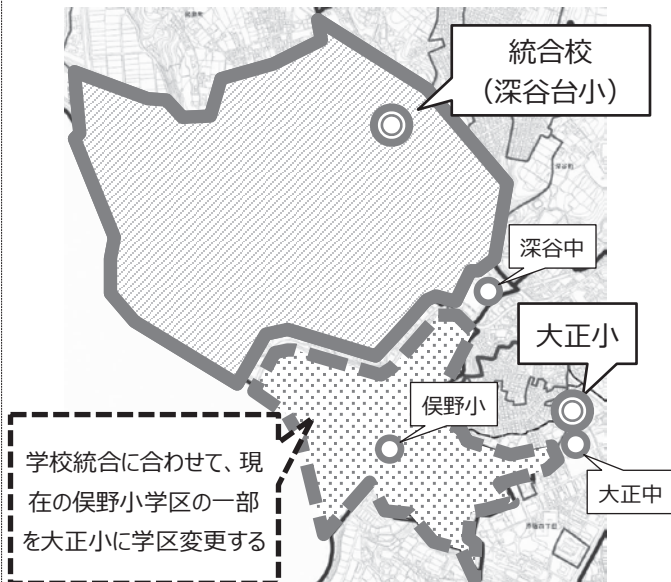 統合校
(深谷台小)
深谷中
大正小
俣野小
大正中
学校統合に合わせて、現
在の俣野小学区の一部
を大正小に学区変更する